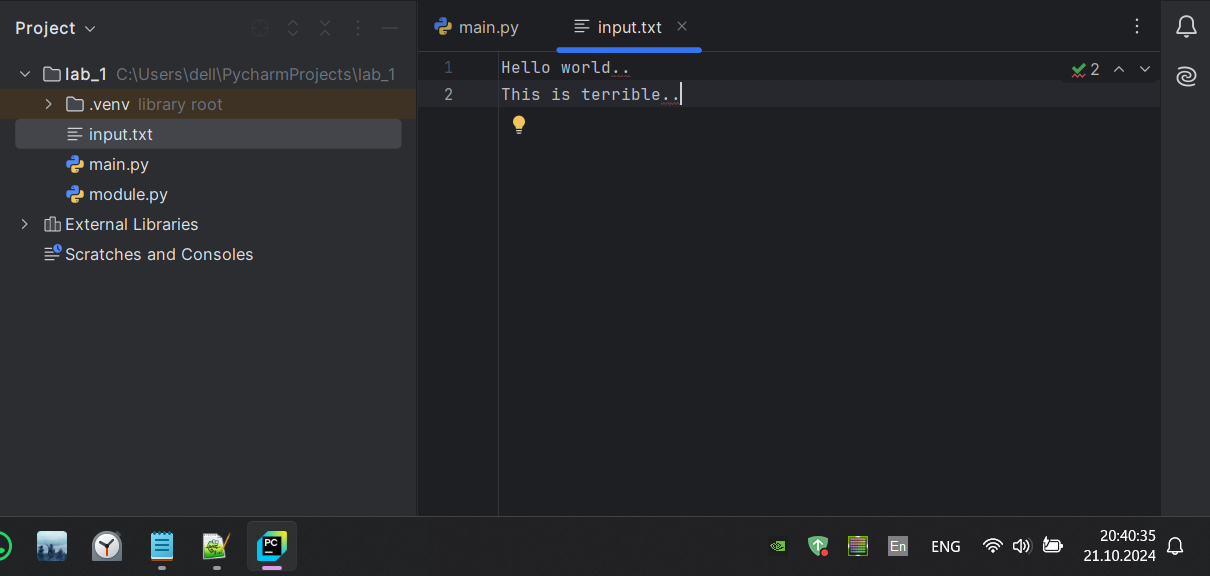 Project
main.py
input.txt
lab_1 C:\Users\dell\PycharmProjects\lab_1
.venv library root
input.txt
main.py
module.py
External Libraries
Scratches and Consoles
1 Hello world..
2
2 This is terrible..
PC
En
ENG
20:40:35
21.10.2024